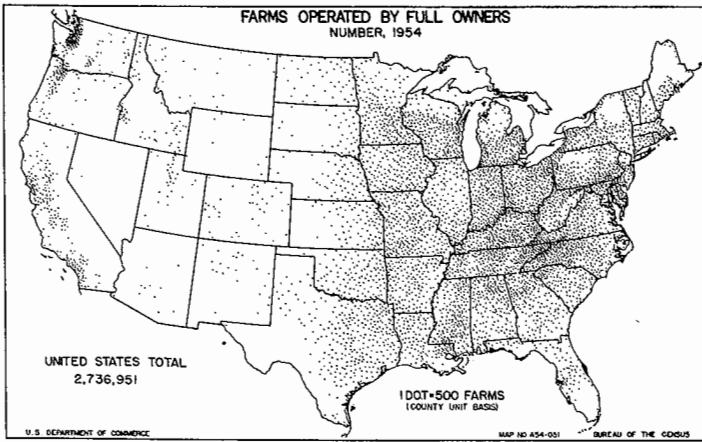 FARMS OPERATED BY FULL OWNERS
NUMBER, 1954
UNITED STATES TOTAL
2,736,951
1 DOT=500 FARMS
(COUNTY UNIT BASIS)
U.S. DEPARTMENT OF COMMERCE
MAP NO A54-051
BUREAU OF THE CENSUS